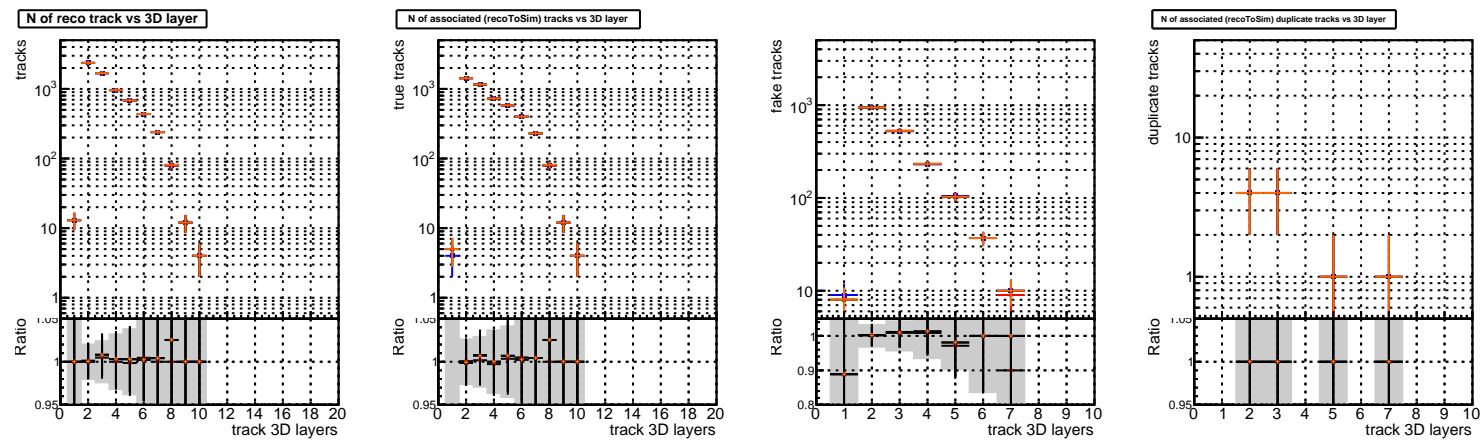 N of reco track vs 3D layer
tracks
10³
10²
10
1
Ratio
1.05
1
0.95
0 2 4 6 8 10 12 14 16 18 20
track 3D layers
N of associated (recoToSim) tracks vs 3D layer
true tracks
10³
10²
10
1
Ratio
1.05
1
0.95
0 2 4 6 8 10 12 14 16 18 20
track 3D layers
fake tracks
10³
10²
10
Ratio
1
0.9
0.8
0 1 2 3 4 5 6 7 8 9 10
track 3D layers
N of associated (recoToSim) duplicate tracks vs 3D layer
duplicate tracks
10
1
Ratio
1.05
1
0.95
0 1 2 3 4 5 6 7 8 9 10
track 3D layers